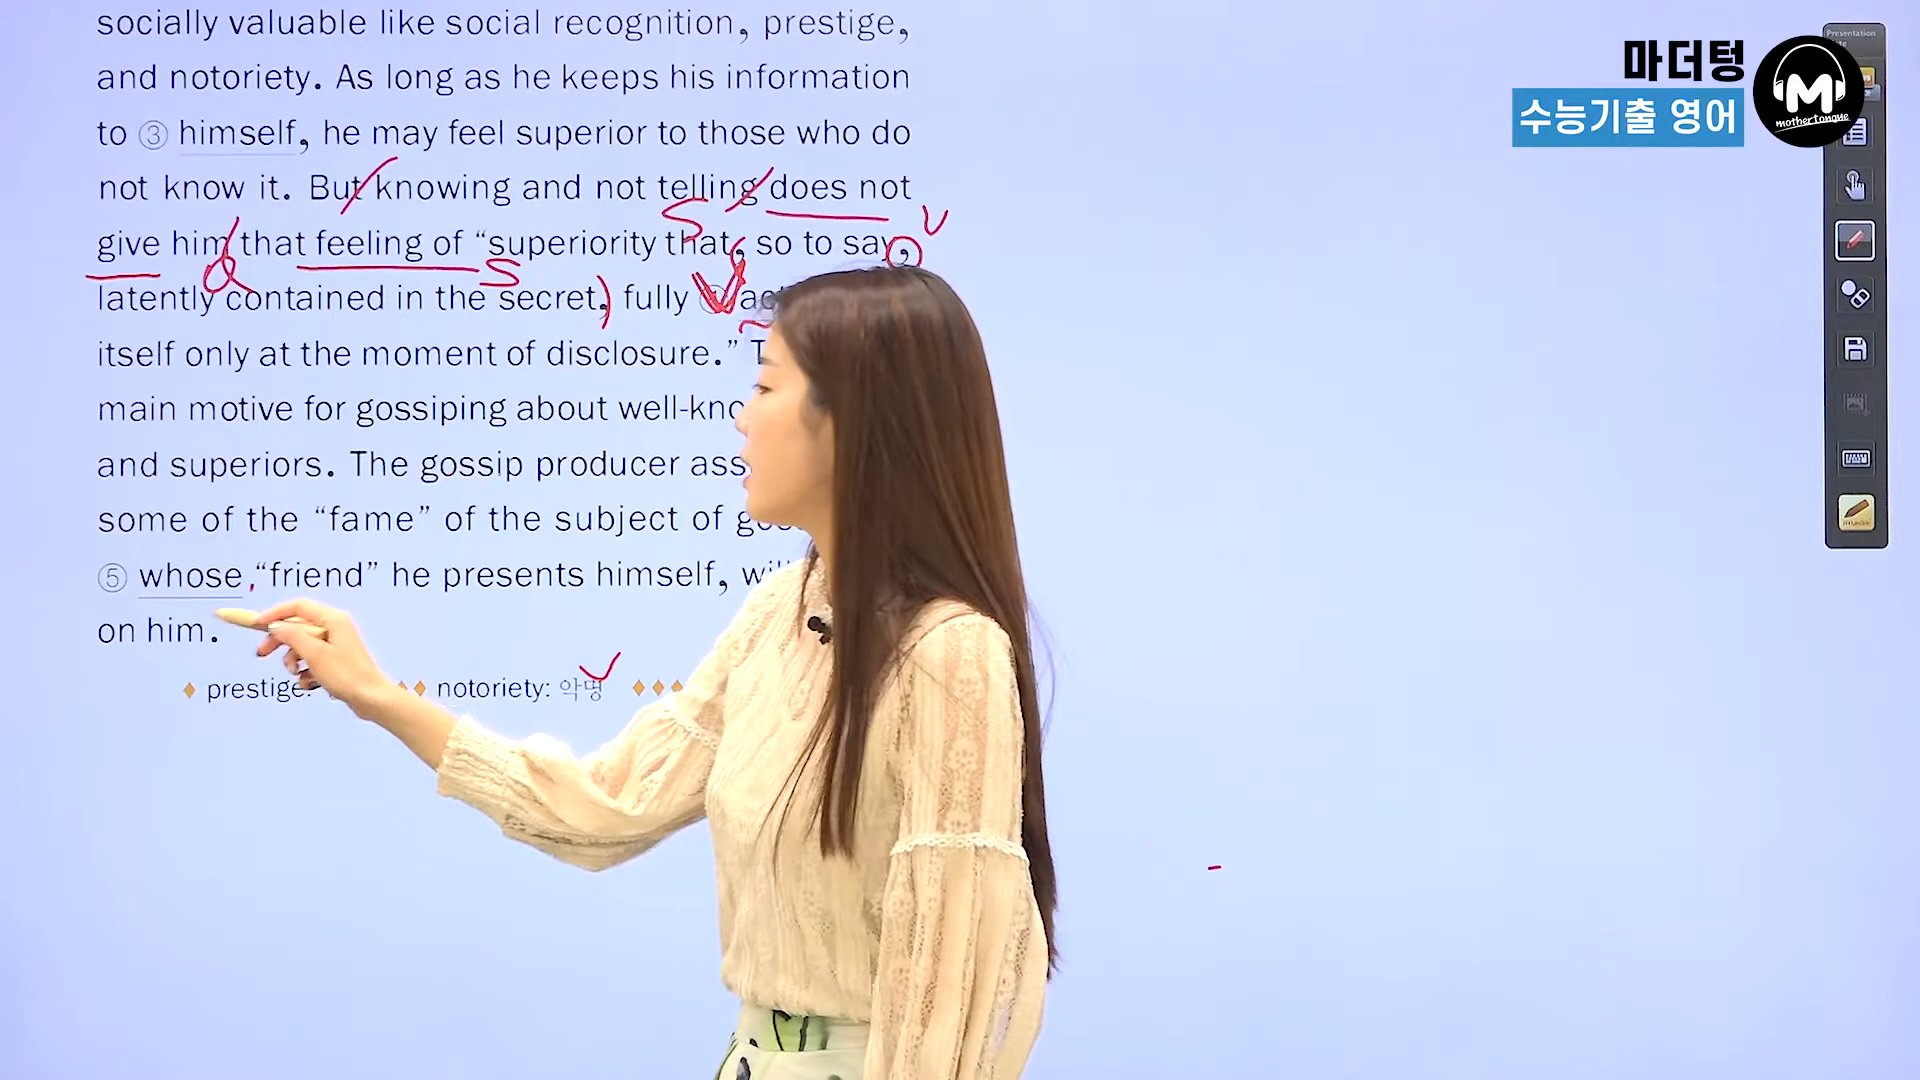 socially valuable like social recognition, prestige,
and notoriety. As long as he keeps his information
to ③ himself, he may feel superior to those who do
not know it. But knowing and not telling does not
give him that feeling of “superiority that, so to say,
latently contained in the secret, fully
itself only at the moment of disclosure.”
main motive for gossiping about
and superiors. The gossip producer
some of the “fame” of the subject of
⑤ whose “friend” he presents himself,
on him.
♦ prestige: ♦♦ notoriety: 악명 ♦♦♦
마더텅
수능기출 영어
M
mothertongue
Presentation